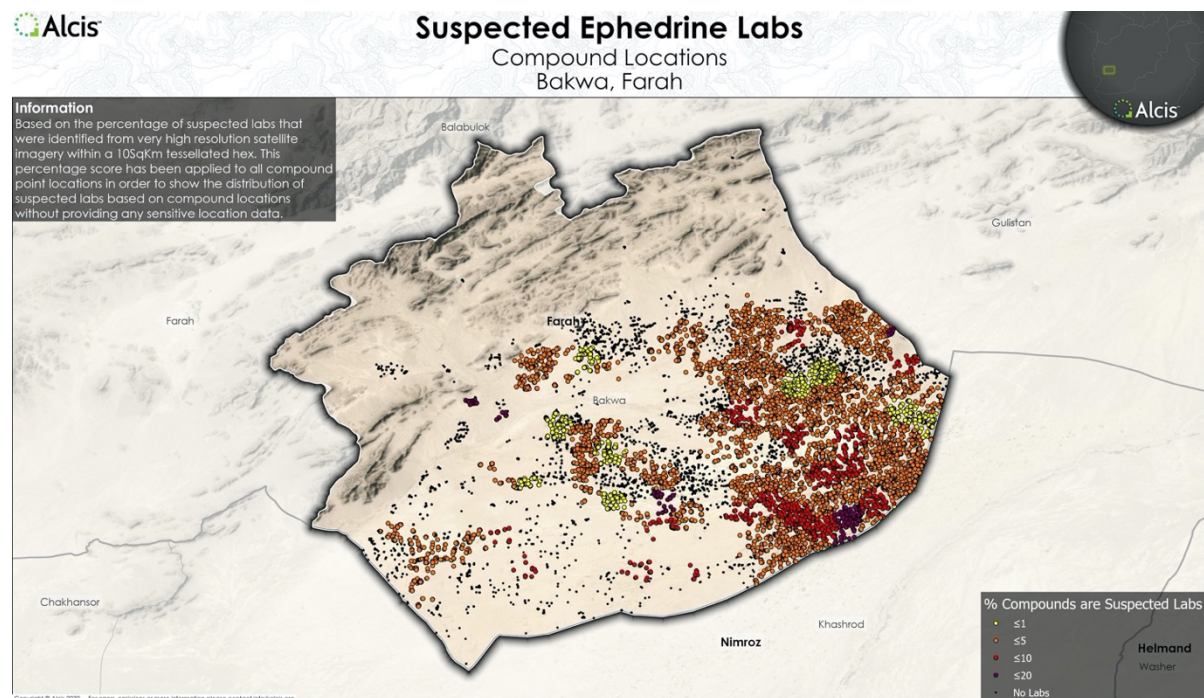 Alcis
Suspected Ephedrine Labs
Compound Locations
Bakwa, Farah
Alcis
Information
Based on the percentage of suspected labs that
were identified from very high resolution satellite
imagery within a 10SqKm tessellated hex. This
percentage score has been applied to all compound
point locations in order to show the distribution of
suspected labs based on compound locations
without providing any sensitive location data.
Balabulok
Gulistan
Farah
Farah
Bakwa
Chakhansor
Khashrod
Nimroz
% Compounds are Suspected Labs
≤1
≤5
≤10
≤20
No Labs
Helmand
Washer